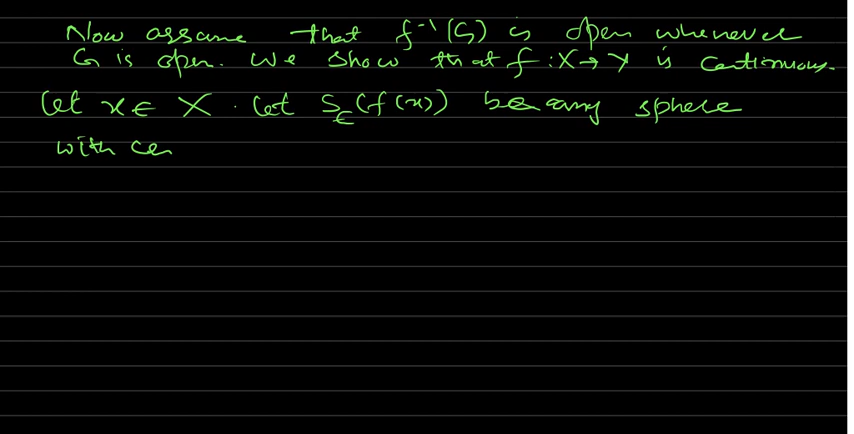 Now assume that f⁻¹(G) is open whenever
G is open. We show that f : X → Y is continuous.
Let x ∈ X. Let S_ε(f(x)) be any sphere
with cen